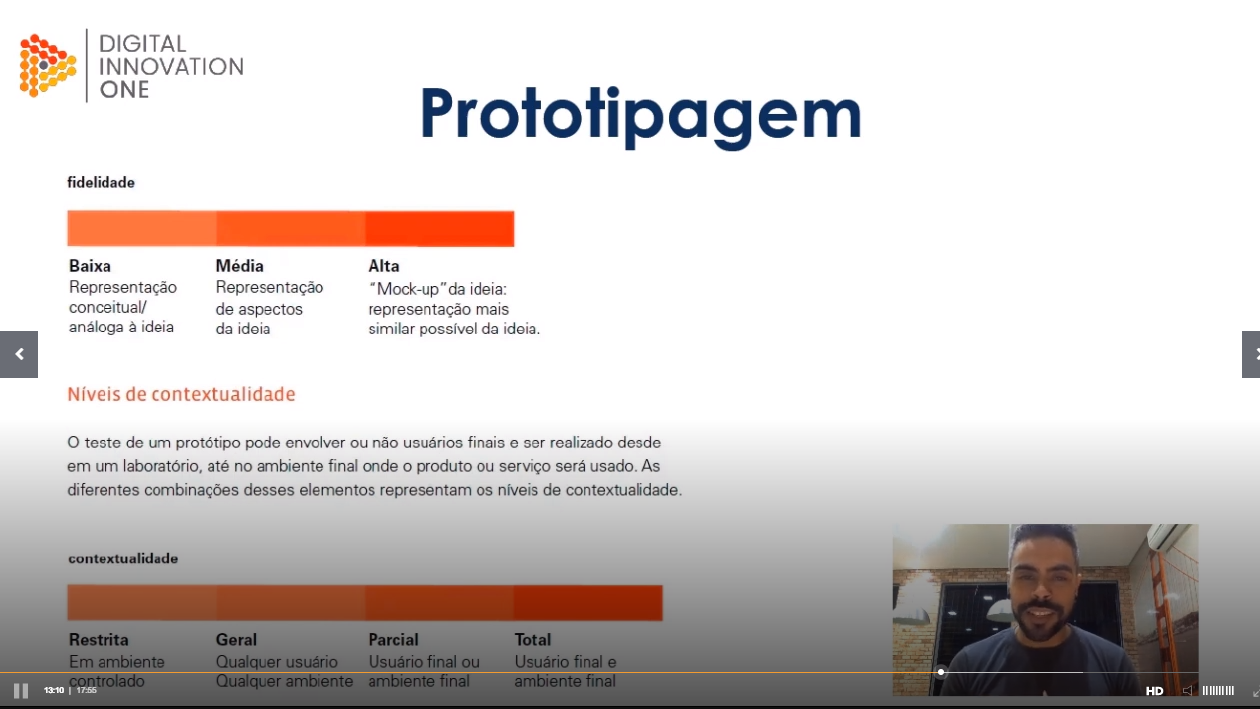 DIGITAL
INNOVATION
ONE
Prototipagem
fidelidade
Baixa
Representação
conceitual/
análoga à ideia
Média
Representação
de aspectos
da ideia
Alta
“Mock-up” da ideia:
representação mais
similar possível da ideia.
Níveis de contextualidade
O teste de um protótipo pode envolver ou não usuários finais e ser realizado desde
em um laboratório, até no ambiente final onde o produto ou serviço será usado. As
diferentes combinações desses elementos representam os níveis de contextualidade.
contextualidade
Restrita
Em ambiente
controlado
Geral
Qualquer usuário
Qualquer ambiente
Parcial
Usuário final ou
ambiente final
Total
Usuário final e
ambiente final
13:10 | 17:55
HD